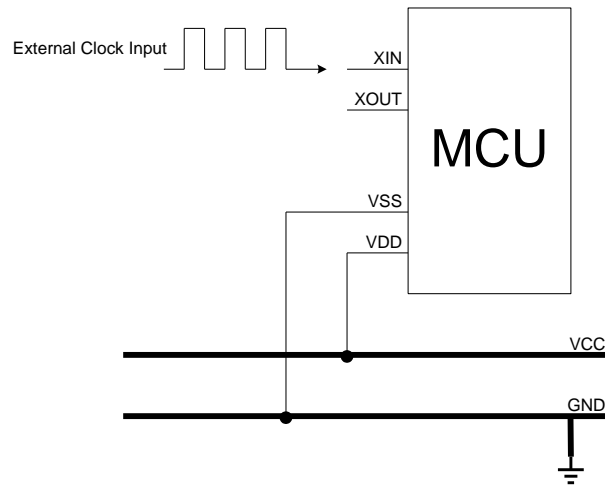 External Clock Input
XIN
XOUT
MCU
VSS
VDD
VCC
GND